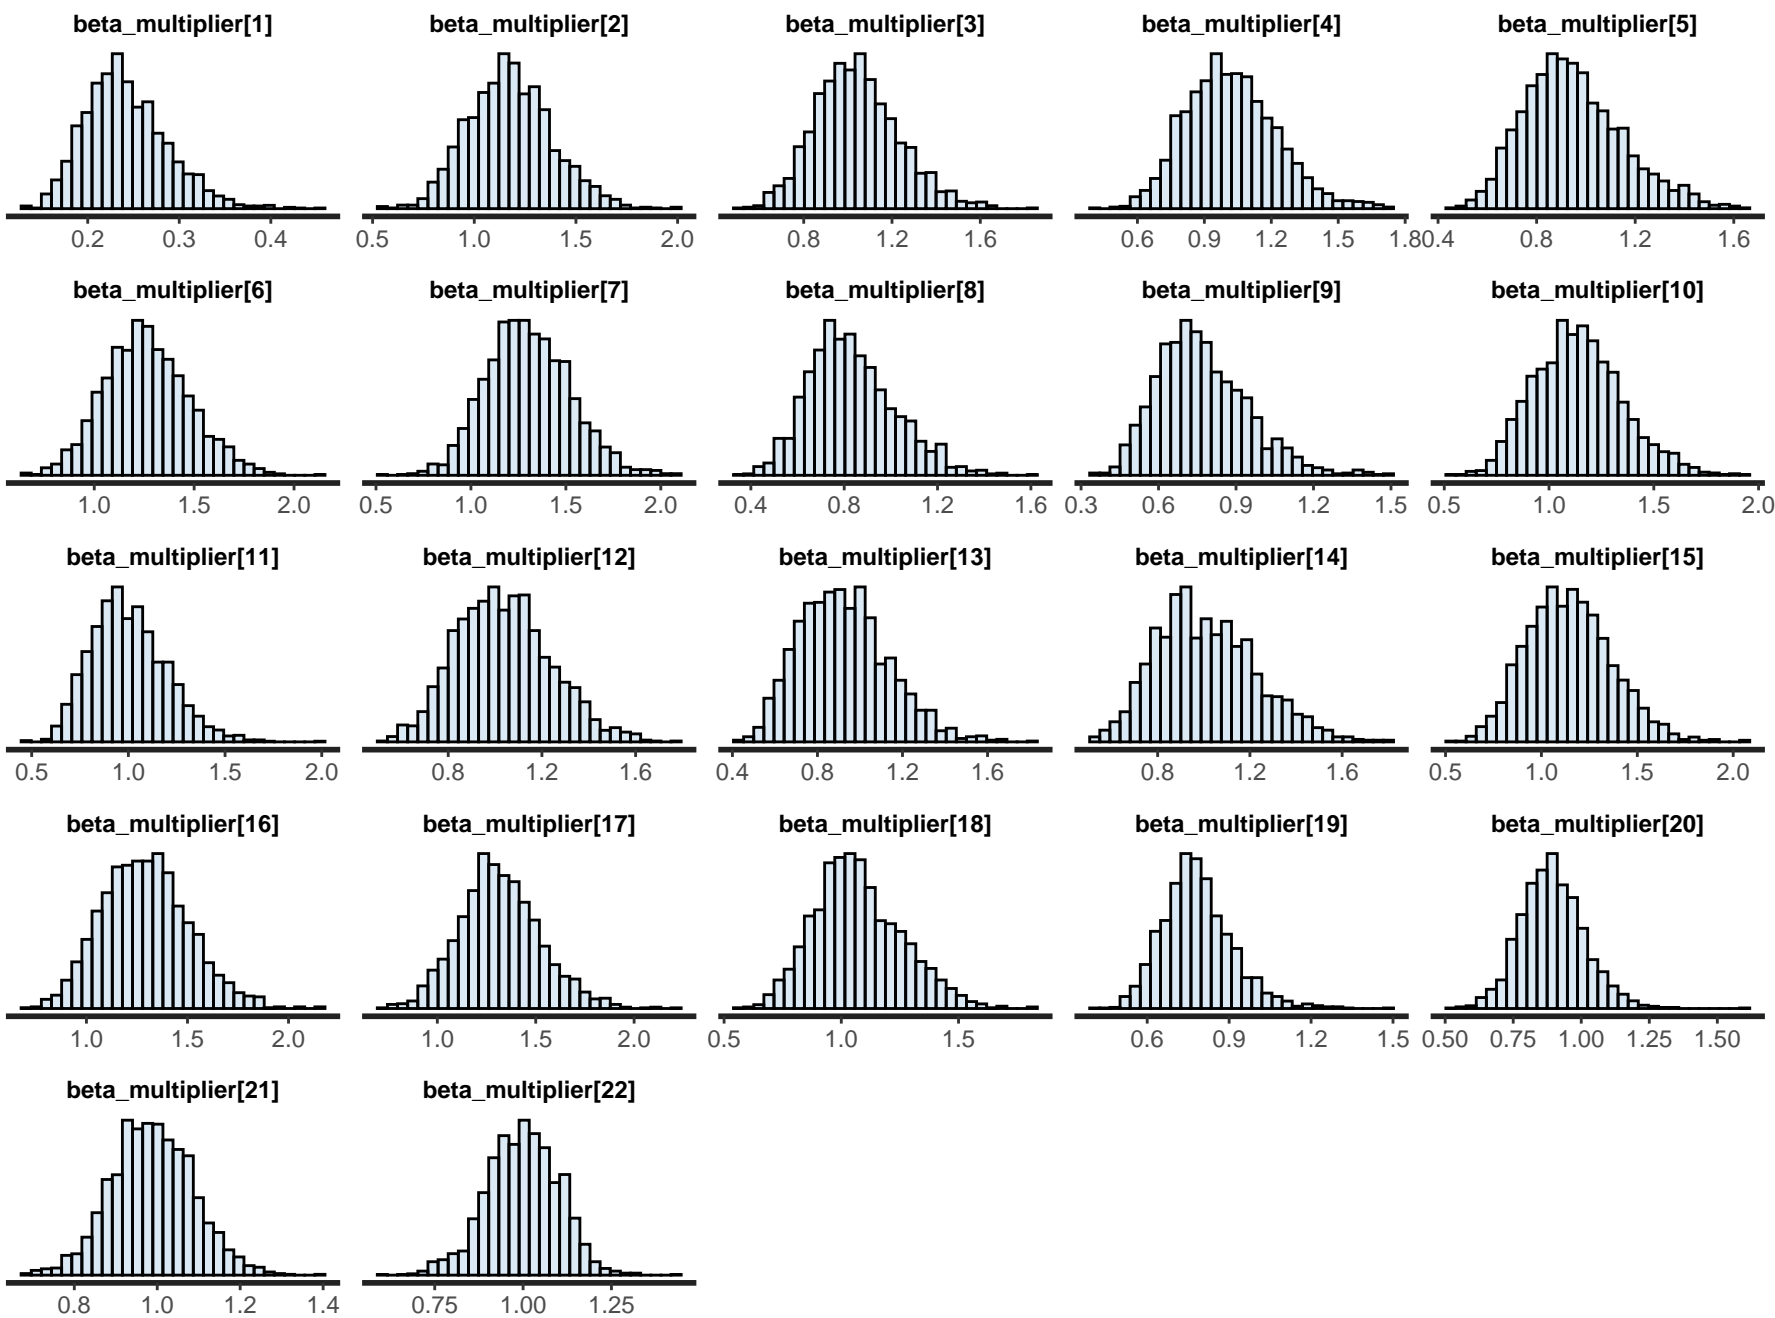 beta_multiplier[1] beta_multiplier[2] beta_multiplier[3] beta_multiplier[4] beta_multiplier[5]
0.2 0.3 0.4 0.5 1.0 1.5 2.0 0.8 1.2 1.6 0.6 0.9 1.2 1.5 1.8 0.4 0.8 1.2 1.6
beta_multiplier[6] beta_multiplier[7] beta_multiplier[8] beta_multiplier[9] beta_multiplier[10]
1.0 1.5 2.0 0.5 1.0 1.5 2.0 0.4 0.8 1.2 1.6 0.3 0.6 0.9 1.2 1.5 0.5 1.0 1.5 2.0
beta_multiplier[11] beta_multiplier[12] beta_multiplier[13] beta_multiplier[14] beta_multiplier[15]
0.5 1.0 1.5 2.0 0.8 1.2 1.6 0.4 0.8 1.2 1.6 0.8 1.2 1.6 0.5 1.0 1.5 2.0
beta_multiplier[16] beta_multiplier[17] beta_multiplier[18] beta_multiplier[19] beta_multiplier[20]
1.0 1.5 2.0 1.0 1.5 2.0 0.5 1.0 1.5 0.6 0.9 1.2 1.5 0.50 0.75 1.00 1.25 1.50
beta_multiplier[21] beta_multiplier[22]
0.8 1.0 1.2 1.4 0.75 1.00 1.25